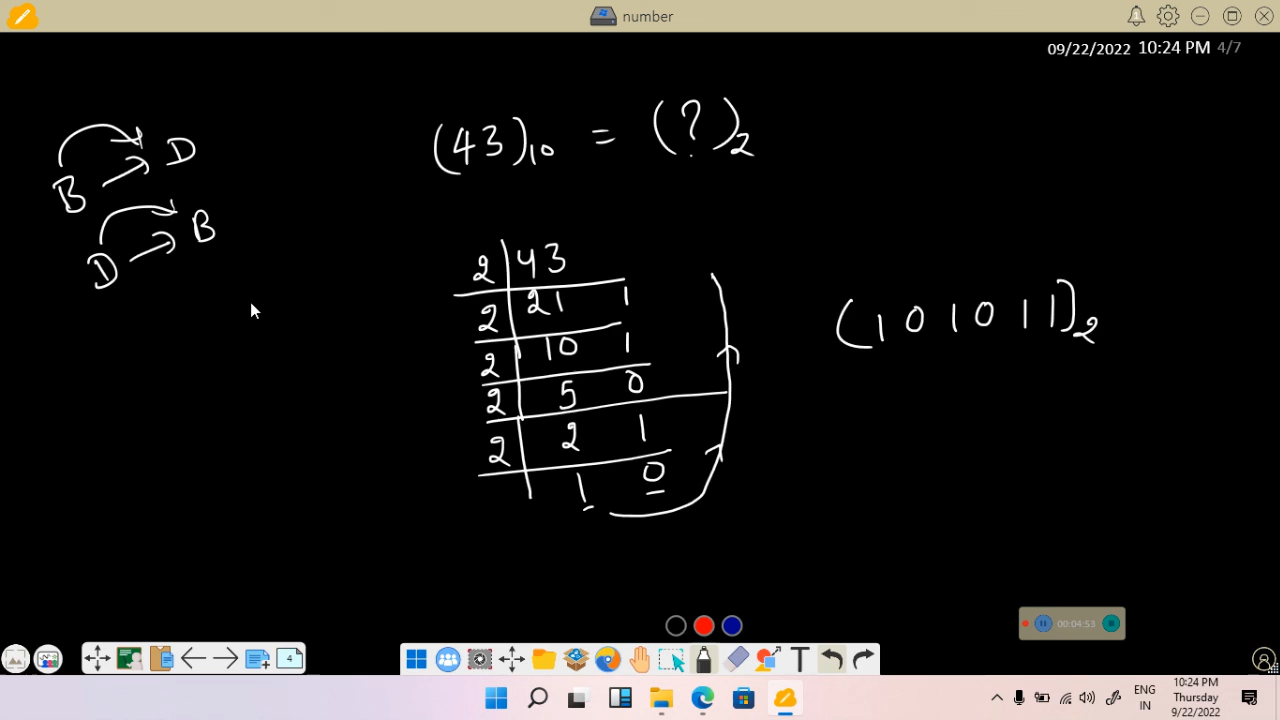 number
09/22/2022 10:24 PM 4/7
B → D
D → B
(43)10 = (?)2
2 43
2 21 1
2 10 1
2 5 0
2 2 1
1 0
(101011)2
00:04:53
4
T
ENG
IN
10:24 PM
Thursday
9/22/2022